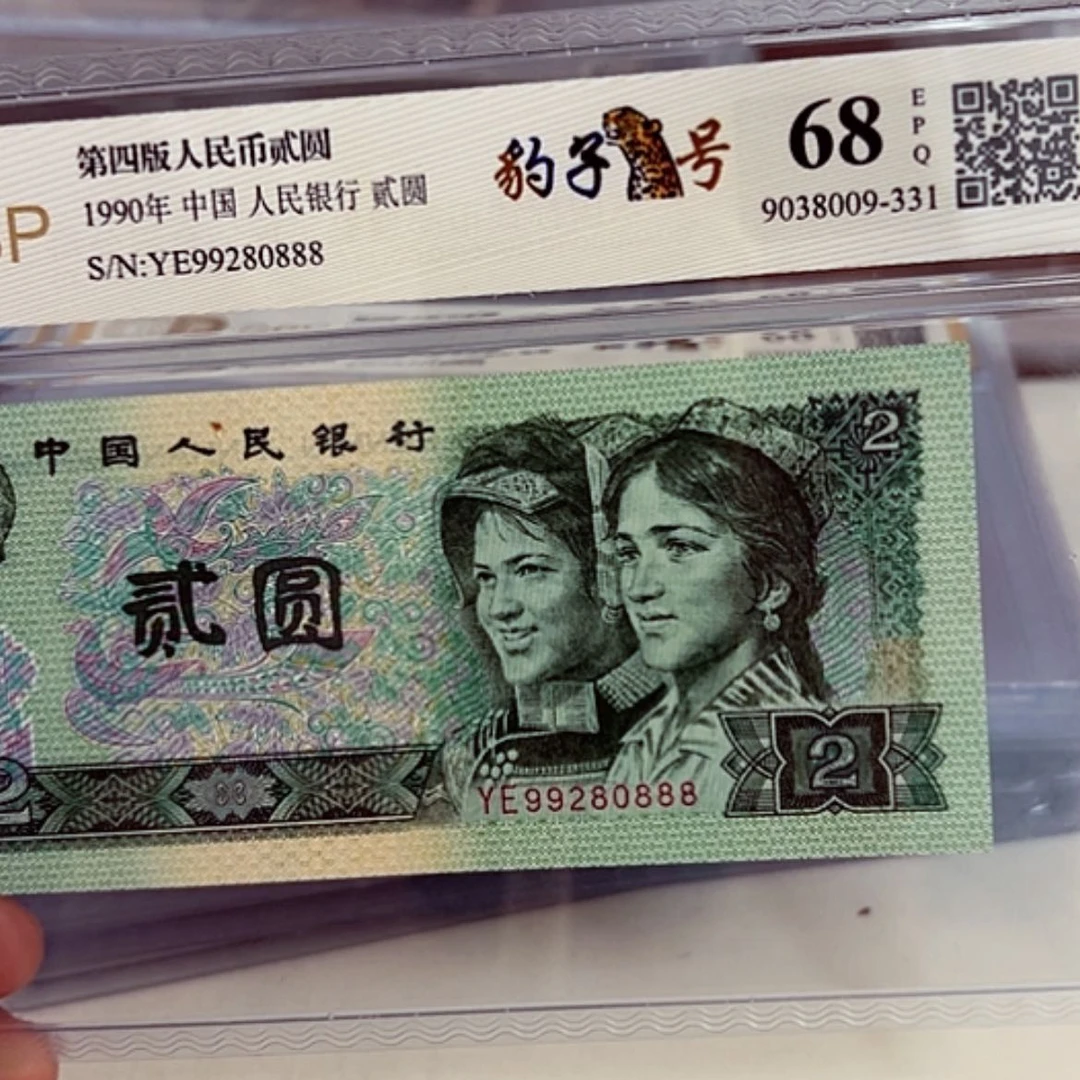 第四版人民币贰圆
1990年 中国 人民银行 贰圆
S/N:YE99280888
豹子号
68
EPQ
9038009-331
P
中国人民银行
2
贰圆
2
2
YE99280888